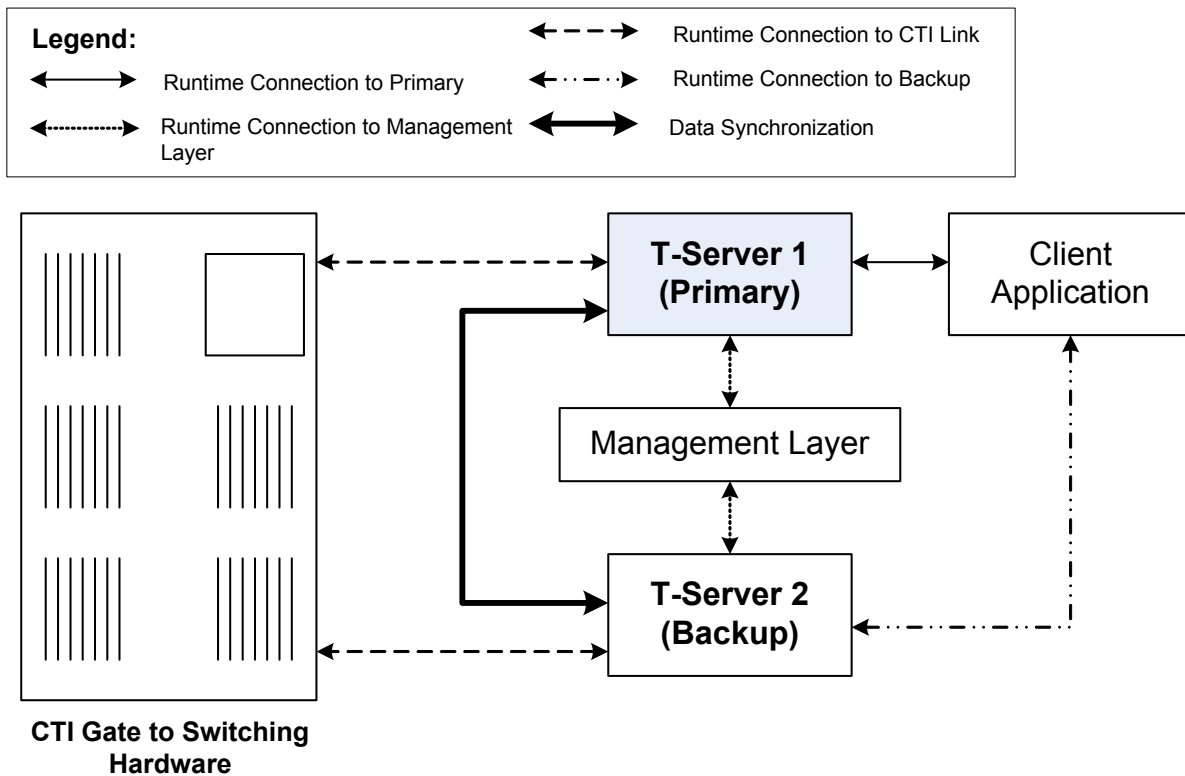 Legend:
Runtime Connection to Primary
Runtime Connection to Management
Layer
Runtime Connection to CTI Link
Runtime Connection to Backup
Data Synchronization
T-Server 1
(Primary)
Client
Application
Management Layer
T-Server 2
(Backup)
CTI Gate to Switching
Hardware